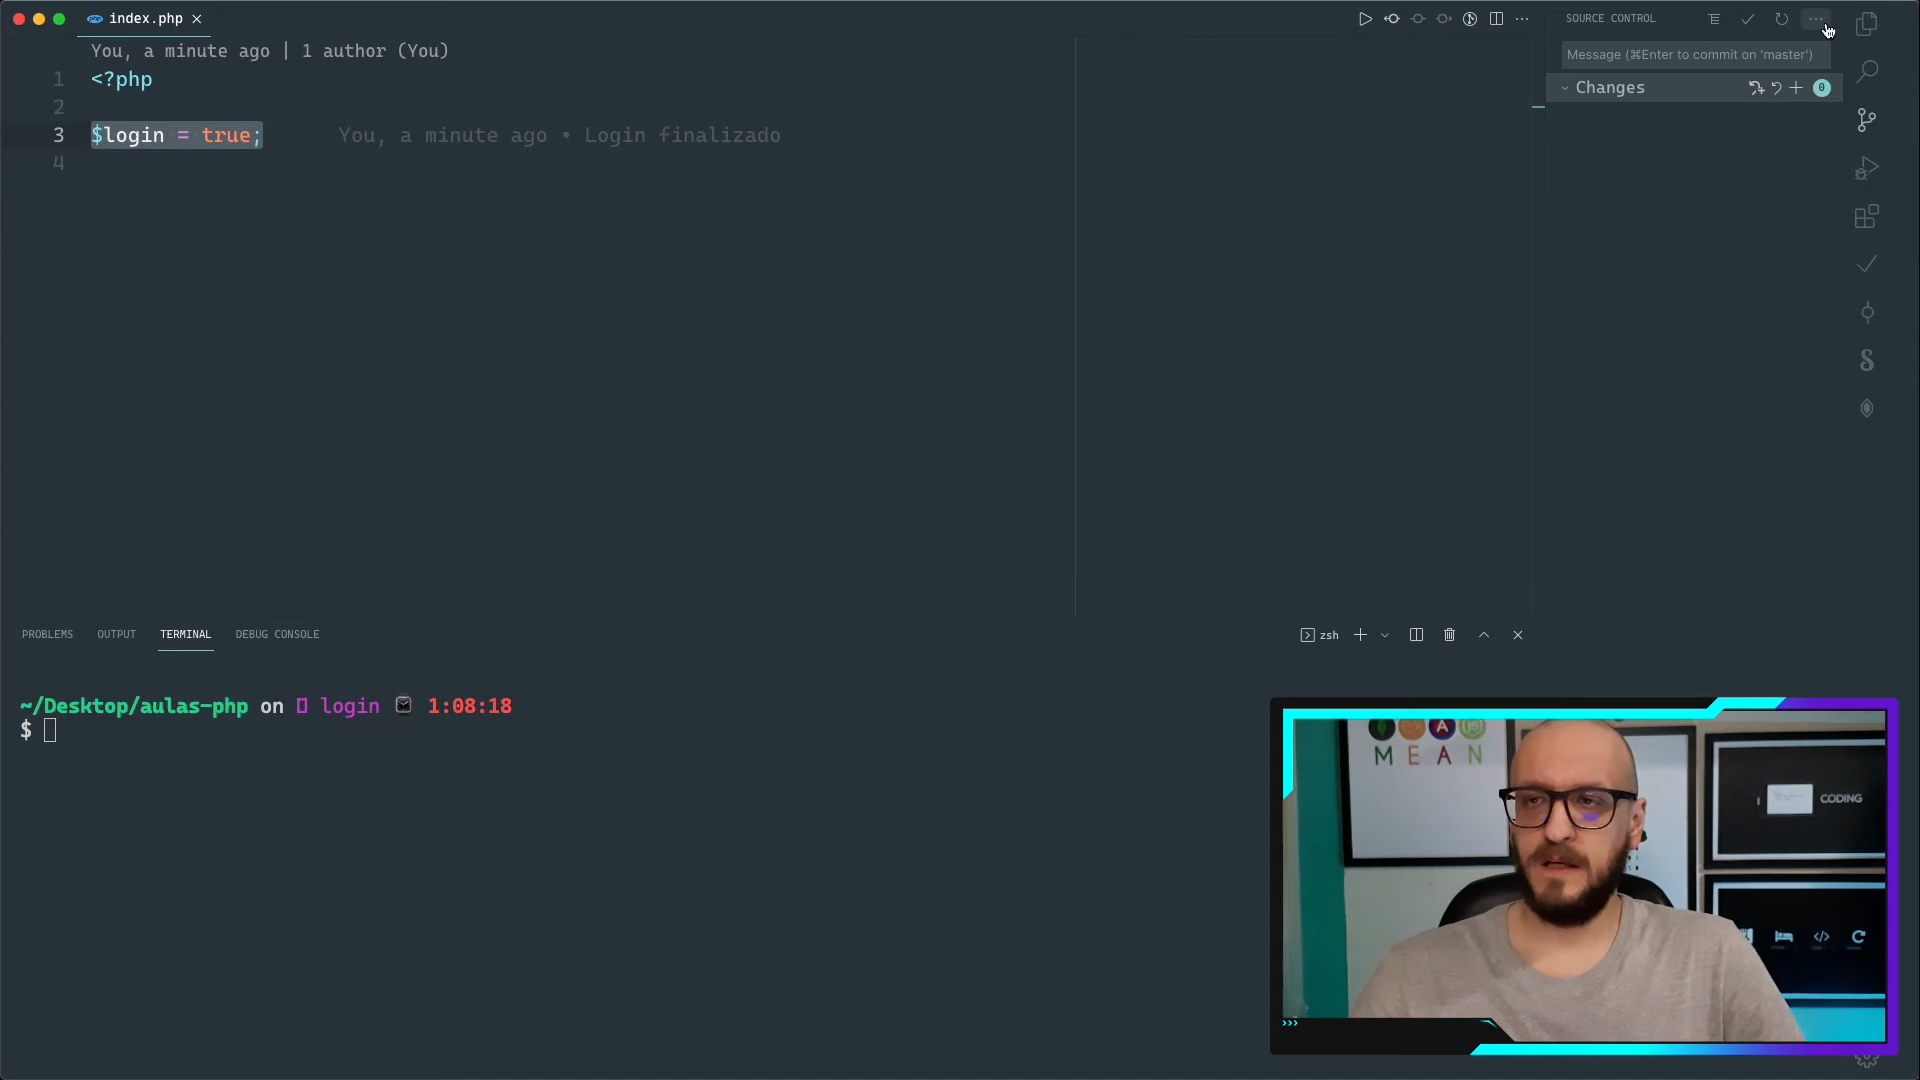 index.php
SOURCE CONTROL
You, a minute ago | 1 author (You)
Message (⌘Enter to commit on 'master')
1 <?php
Changes
0
2
3 $login = true; You, a minute ago • Login finalizado
4
PROBLEMS OUTPUT TERMINAL DEBUG CONSOLE
zsh
~/Desktop/aulas-php on login 1:08:18
$
MEAN
CODING